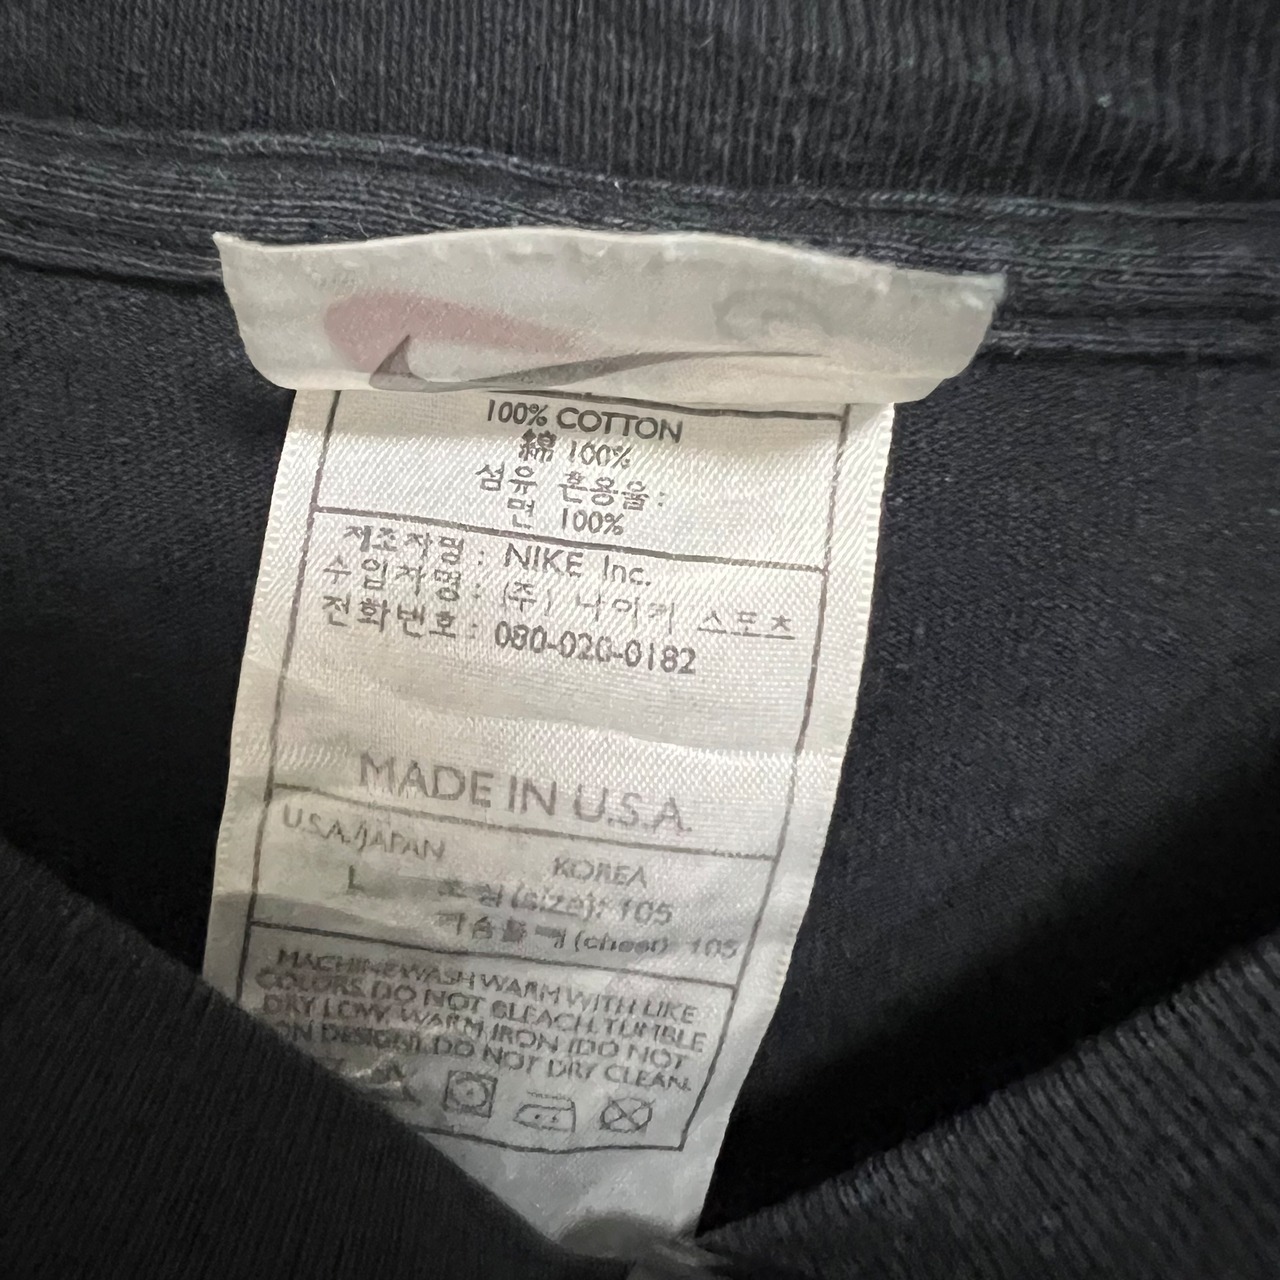 100% COTTON
綿 100%
섬유 혼용율:
면 100%
제조자명 : NIKE Inc.
수입자명 : (주) 나이키 스포츠
전화번호 : 080-020-0182
MADE IN U.S.A.
U.S.A./JAPAN KOREA
L 호칭(size): 105
가슴둘레(chest): 105
MACHINE WASH WARM WITH LIKE
COLORS. DO NOT BLEACH. TUMBLE
DRY LOW. WARM IRON (DO NOT
ON DESIGN). DO NOT DRY CLEAN.